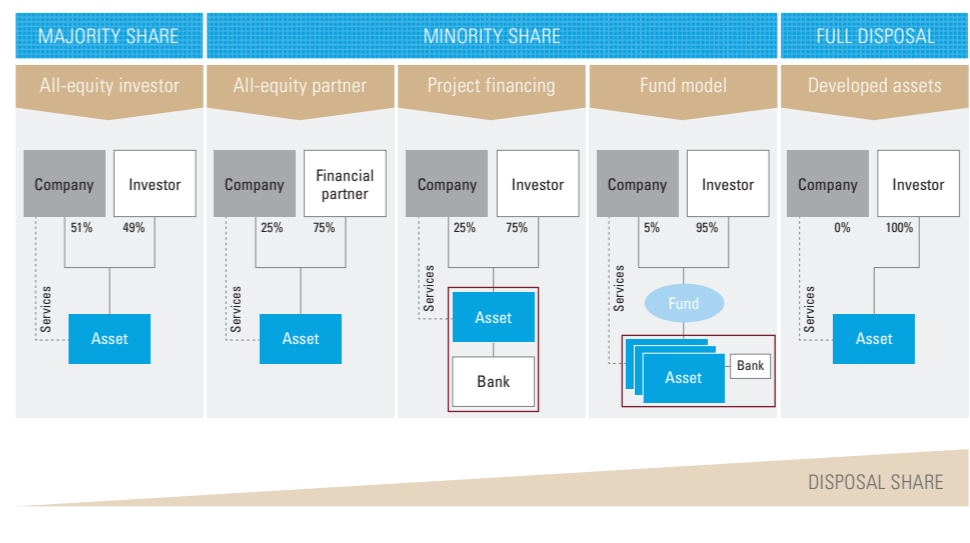 MAJORITY SHARE
MINORITY SHARE
FULL DISPOSAL
All-equity investor
All-equity partner
Project financing
Fund model
Developed assets
Company
Investor
51%
49%
Services
Asset
Company
Financial
partner
25%
75%
Services
Asset
Company
Investor
25%
75%
Services
Asset
Bank
Company
Investor
5%
95%
Services
Fund
Asset
Bank
Company
Investor
0%
100%
Services
Asset
DISPOSAL SHARE